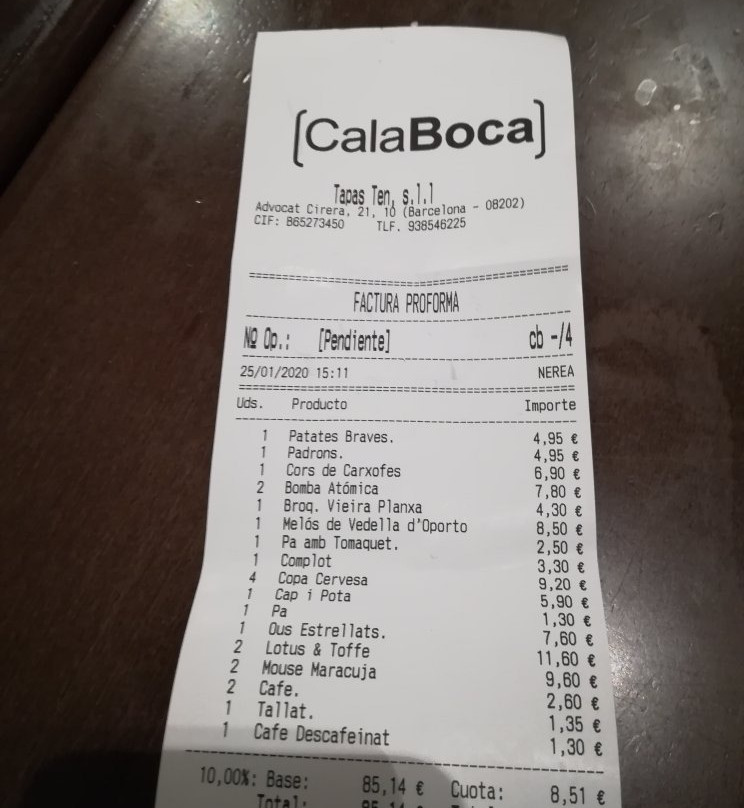 [CalaBoca]
Tapas Ten, s.l.l
Advocat Cirera, 21, 10 (Barcelona - 08202)
CIF: B65273450 TLF. 938546225
FACTURA PROFORMA
Nº Op.: [Pendiente] cb -/4
25/01/2020 15:11 NEREA
Uds. Producto Importe
1 Patates Braves. 4,95 €
1 Padrons. 4,95 €
1 Cors de Carxofes 6,90 €
2 Bomba Atómica 7,80 €
1 Broq. Vieira Planxa 4,30 €
1 Melós de Vedella d'Oporto 8,50 €
1 Pa amb Tomaquet. 2,50 €
1 Complot 3,30 €
4 Copa Cervesa 9,20 €
1 Cap i Pota 5,90 €
1 Pa 1,30 €
1 Ous Estrellats. 7,60 €
2 Lotus & Toffe 11,60 €
2 Mouse Maracuja 9,60 €
2 Cafe. 2,60 €
1 Tallat. 1,35 €
1 Cafe Descafeinat 1,30 €
10,00%: Base: 85,14 € Cuota: 8,51 €
Total: